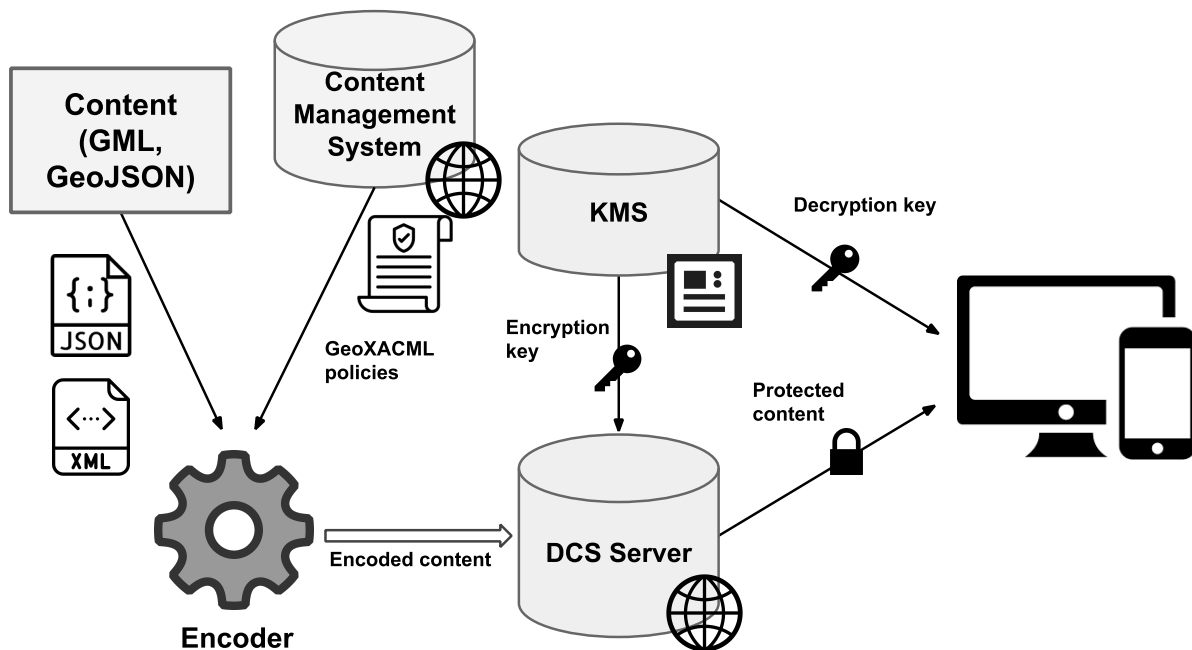 Content
(GML,
GeoJSON)
Content
Management
System
KMS
Decryption key
{;}
JSON
GeoXACML
policies
Encryption
key
<···>
XML
Protected
content
Encoded content
DCS Server
Encoder